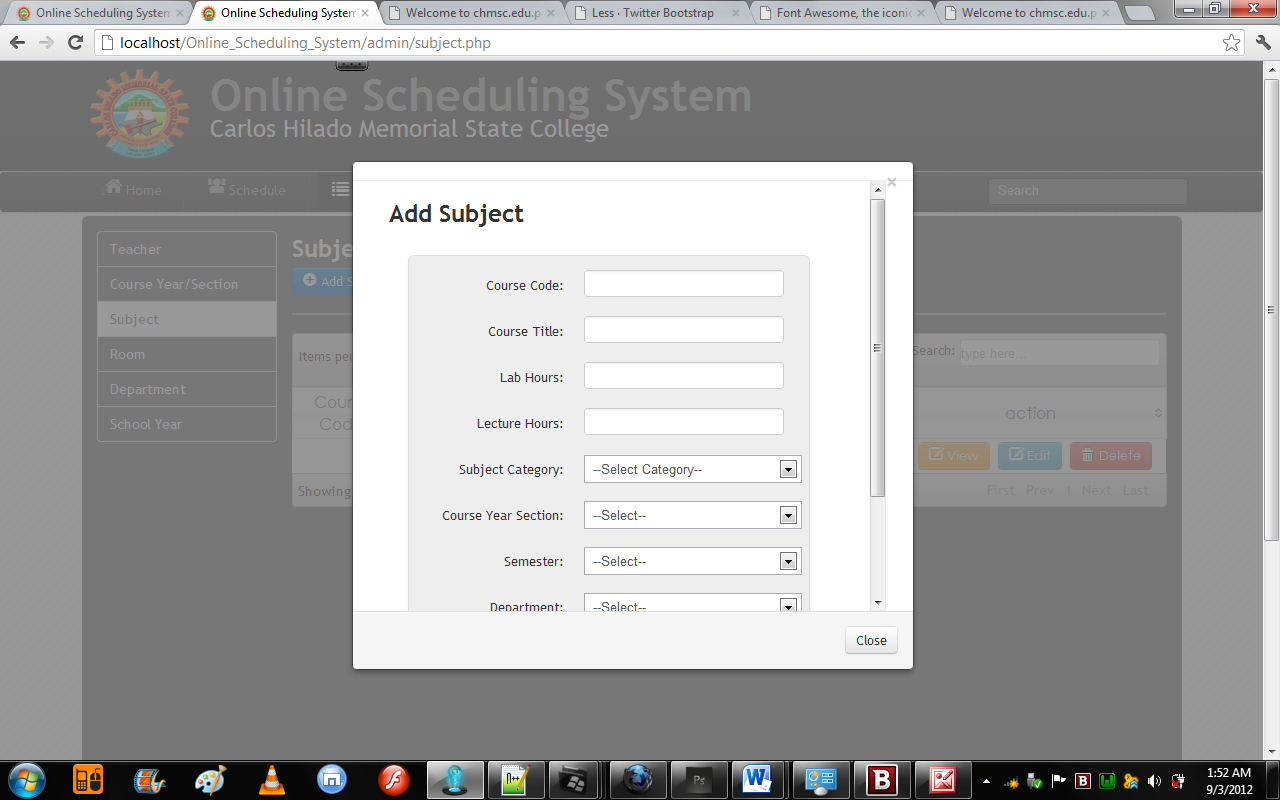 Online Scheduling System
Online Scheduling System
Welcome to chmsc.edu.p
Less · Twitter Bootstrap
Font Awesome, the iconic
Welcome to chmsc.edu.p
localhost/Online_Scheduling_System/admin/subject.php
Online Scheduling System
Carlos Hilado Memorial State College
Home
Schedule
Search
Teacher
Course Year/Section
Subject
Room
Department
School Year
Subje
Add S
Items per
Search: type here...
Cour
Cod
action
View
Edit
Delete
Showing
First Prev 1 Next Last
×
Add Subject
Course Code:
Course Title:
Lab Hours:
Lecture Hours:
Subject Category: --Select Category--
Course Year Section: --Select--
Semester: --Select--
Department: --Select--
Close
N++
Ps
W
B
B
1:52 AM
9/3/2012